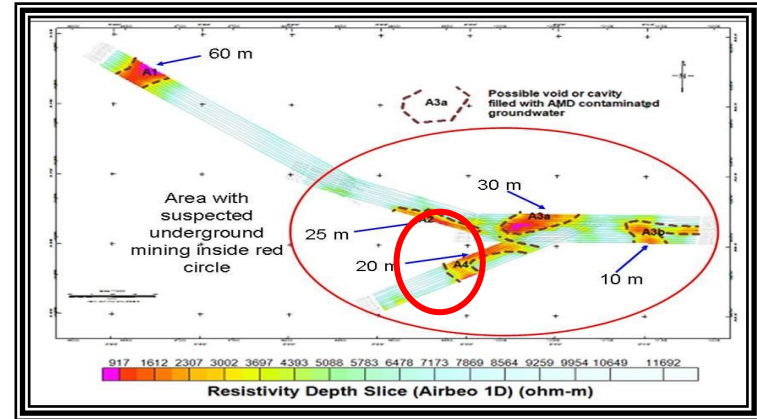 60 m
A1
A3a
Possible void or cavity
filled with AMD contaminated
groundwater
-N-
Area with
suspected
underground
mining inside red
circle
30 m
A2
A3a
A3b
25 m
20 m
A4
10 m
917 1612 2307 3002 3697 4393 5088 5783 6478 7173 7869 8564 9259 9954 10649 11692
Resistivity Depth Slice (Airbeo 1D) (ohm-m)